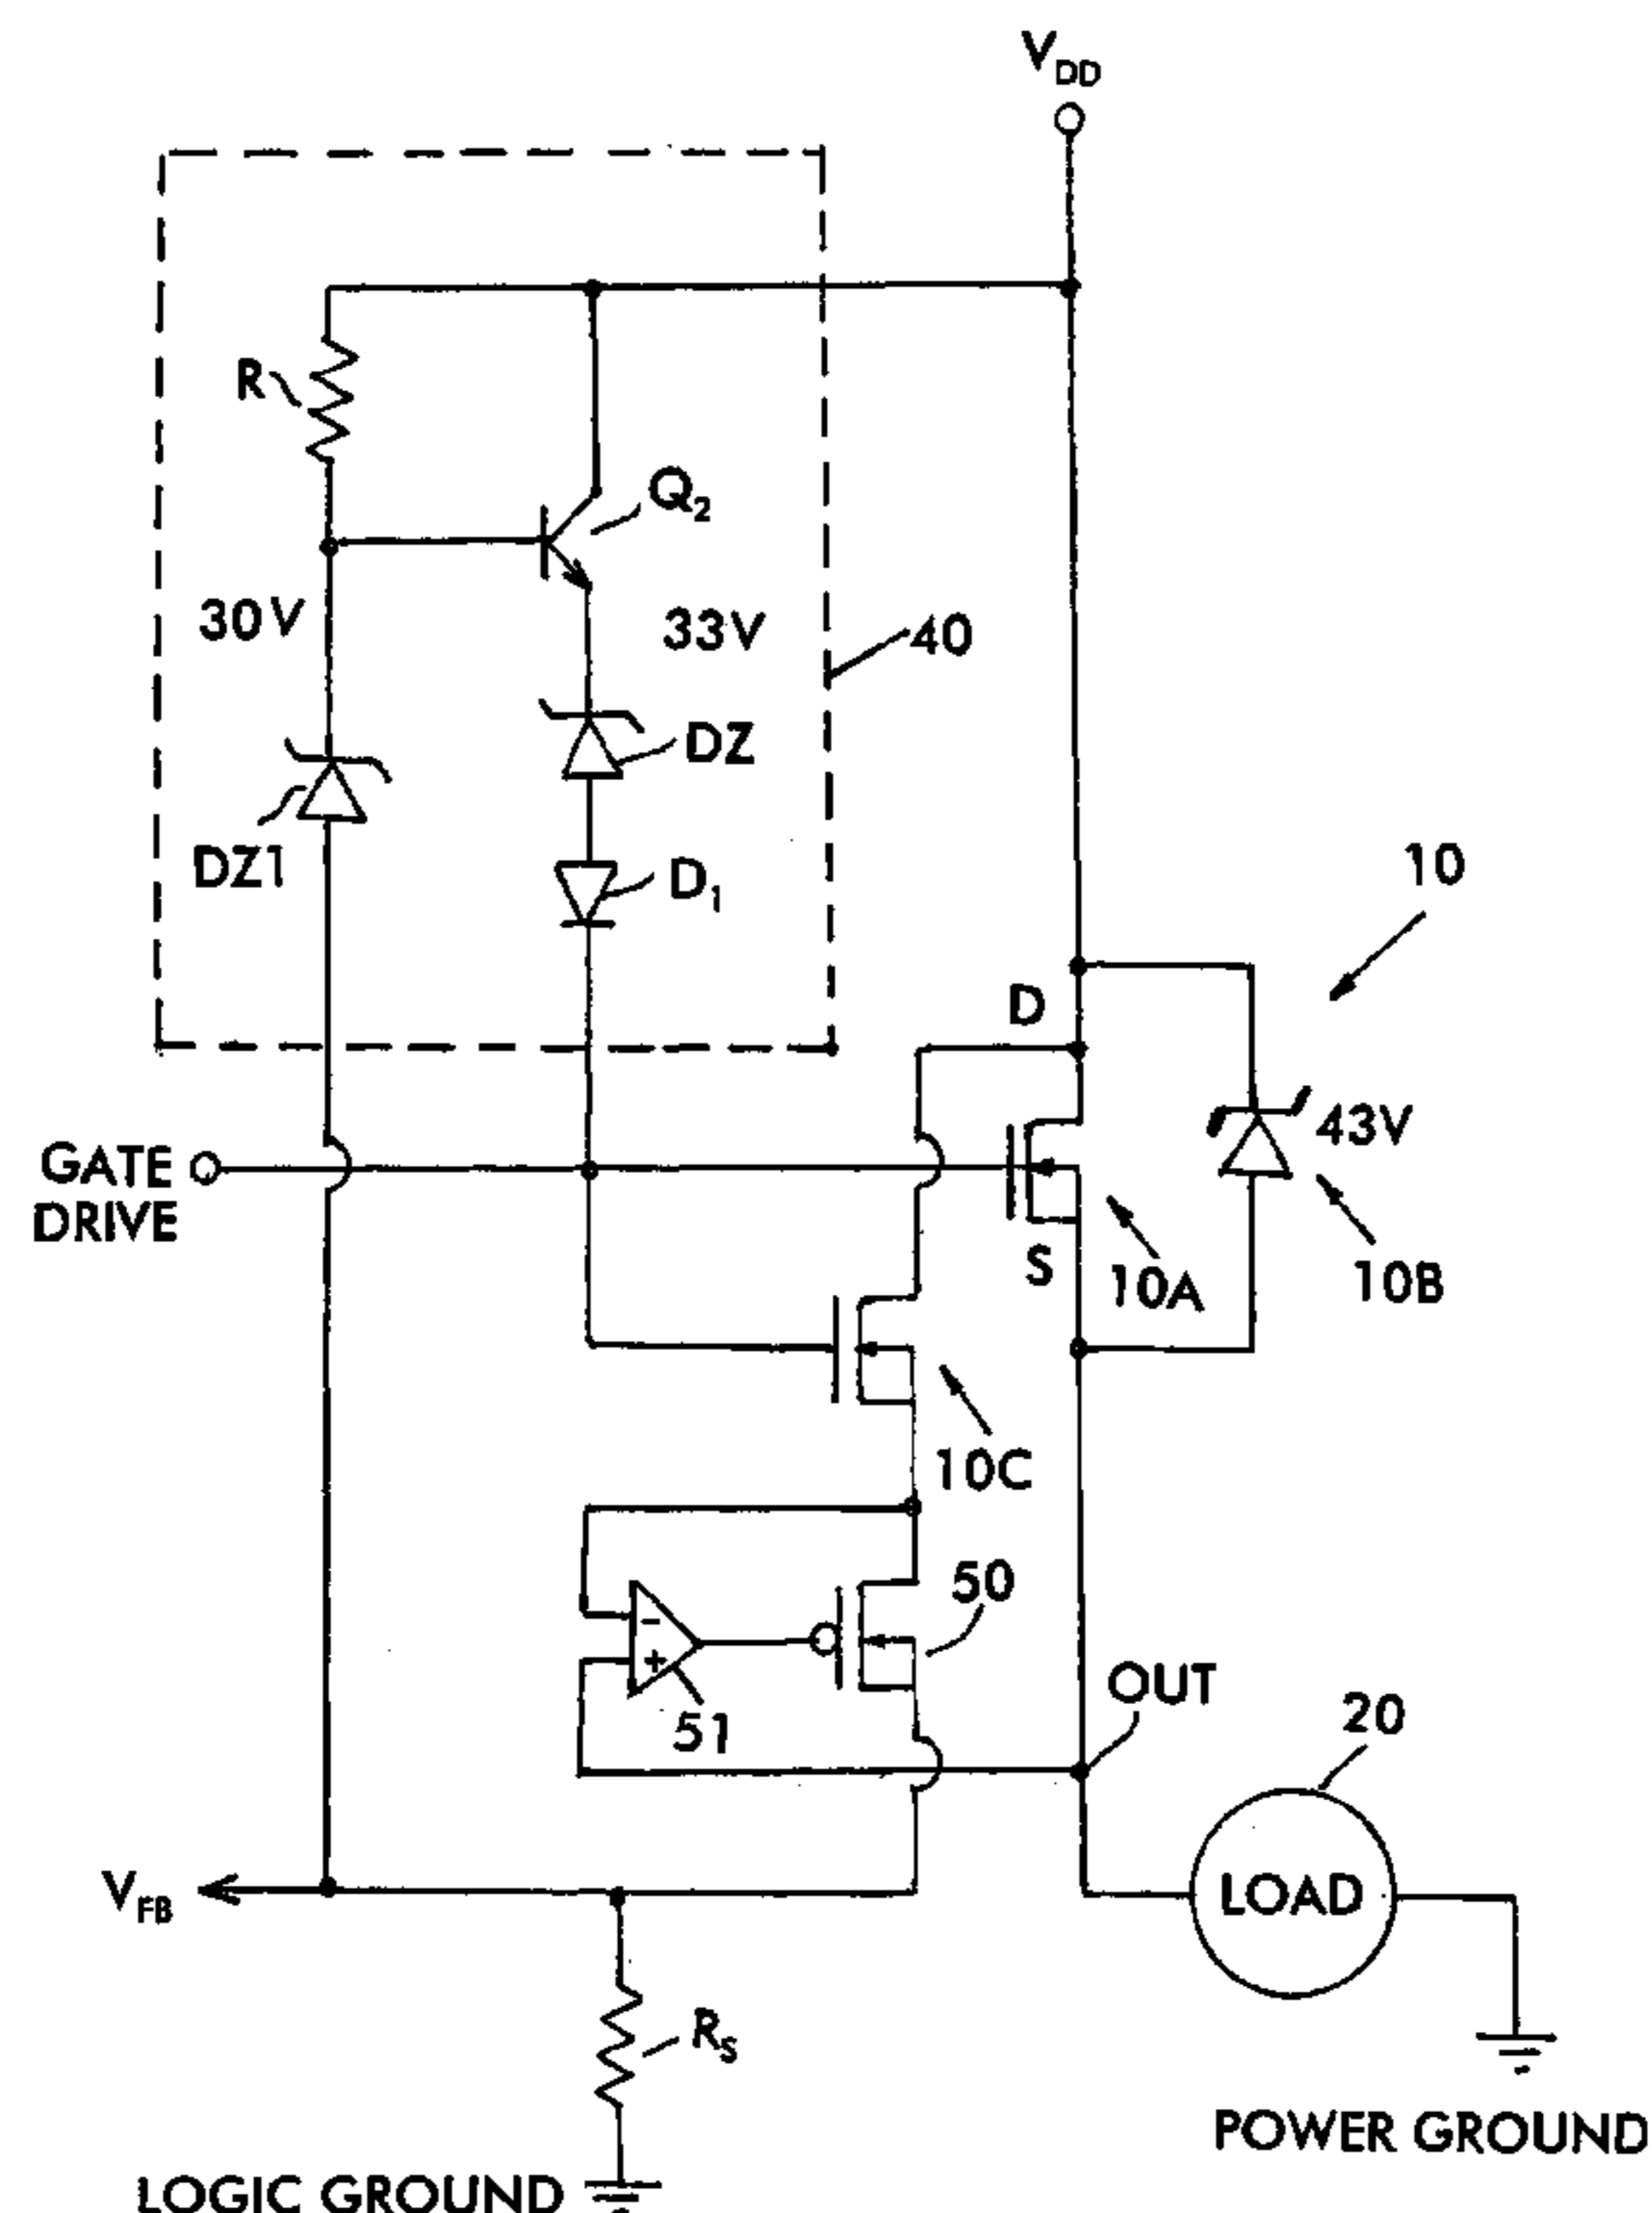 VDD
R
Q2
30V
33V
40
DZ
DZ1
D1
10
D
43V
GATE
DRIVE
S
10A
10B
10C
50
-
+
51
OUT
20
LOAD
VFB
RS
POWER GROUND
LOGIC GROUND